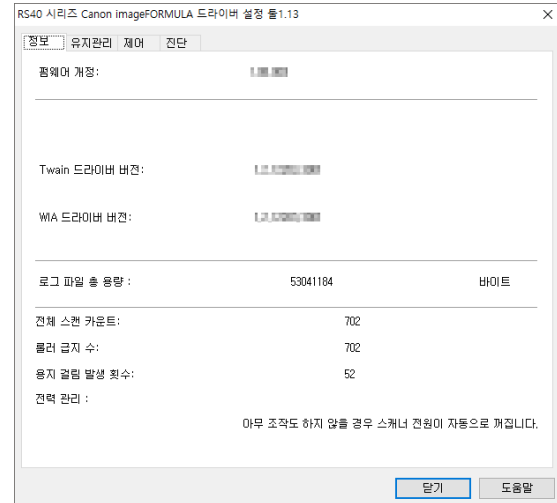 RS40 시리즈 Canon imageFORMULA 드라이버 설정 툴1.13
정보 유지관리 제어 진단
펌웨어 개정:
Twain 드라이버 버전:
WIA 드라이버 버전:
로그 파일 총 용량 : 53041184 바이트
전체 스캔 카운트: 702
롤러 급지 수: 702
용지 걸림 발생 횟수: 52
전력 관리 :
아무 조작도 하지 않을 경우 스캐너 전원이 자동으로 꺼집니다.
닫기 도움말